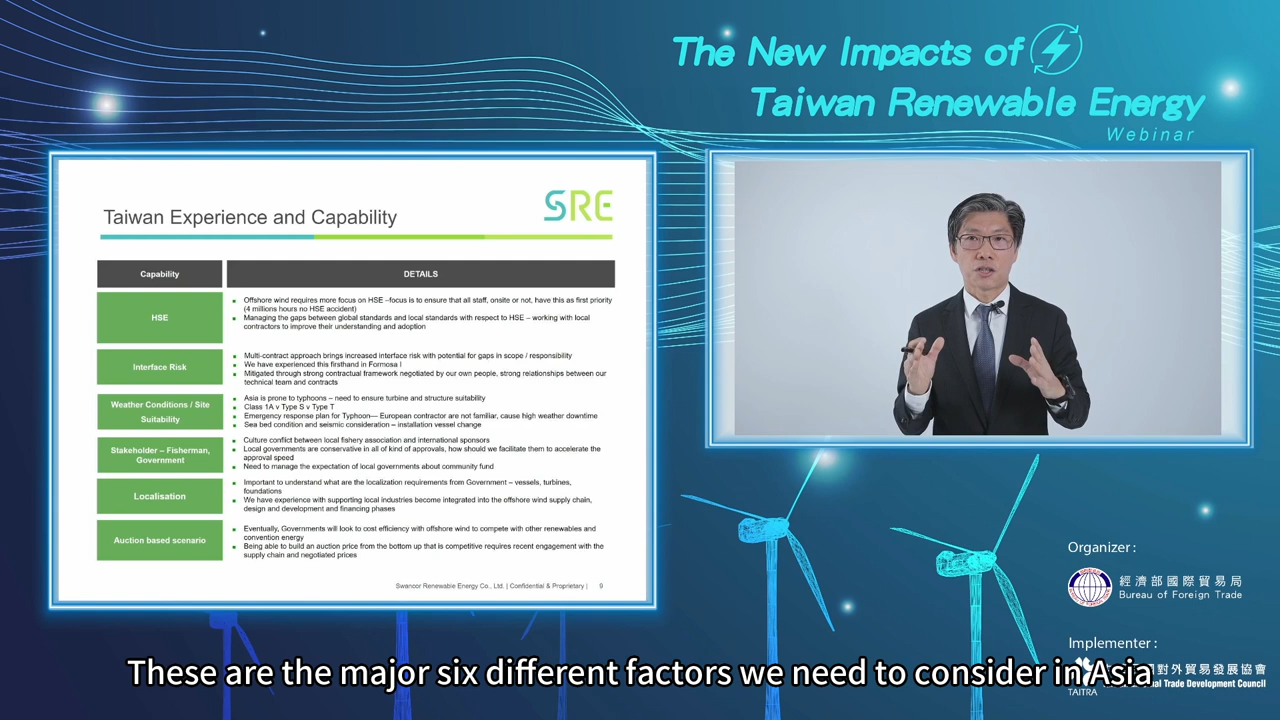 The New Impacts of
Taiwan Renewable Energy
Webinar
SRE
Taiwan Experience and Capability
Capability
DETAILS
HSE
Offshore wind requires more focus on HSE –focus is to ensure that all staff, onsite or not, have this as first priority
(4 millions hours no HSE accident)
Managing the gaps between global standards and local standards with respect to HSE – working with local
contractors to improve their understanding and adoption
Interface Risk
Multi-contract approach brings increased interface risk with potential for gaps in scope / responsibility
We have experienced this firsthand in Formosa I
Mitigated through strong contractual framework negotiated by our own people, strong relationships between our
technical team and contracts
Weather Conditions / Site
Suitability
Asia is prone to typhoons – need to ensure turbine and structure suitability
Class 1A v Type S v Type T
Emergency response plan for Typhoon— European contractor are not familiar, cause high weather downtime
Sea bed condition and seismic consideration – installation vessel change
Stakeholder – Fisherman,
Government
Culture conflict between local fishery association and international sponsors
Local governments are conservative in all of kind of approvals, how should we facilitate them to accelerate the
approval speed
Need to manage the expectation of local governments about community fund
Localisation
Important to understand what are the localization requirements from Government – vessels, turbines,
foundations
We have experience with supporting local industries become integrated into the offshore wind supply chain,
design and development and financing phases
Auction based scenario
Eventually, Governments will look to cost efficiency with offshore wind to compete with other renewables and
convention energy
Being able to build an auction price from the bottom up that is competitive requires recent engagement with the
supply chain and negotiated prices
Swancor Renewable Energy Co., Ltd. | Confidential & Proprietary | 9
Organizer :
經濟部國際貿易局
Bureau of Foreign Trade
Implementer :
對外貿易發展協會
TAITRA
Trade Development Council
These are the major six different factors we need to consider in Asia